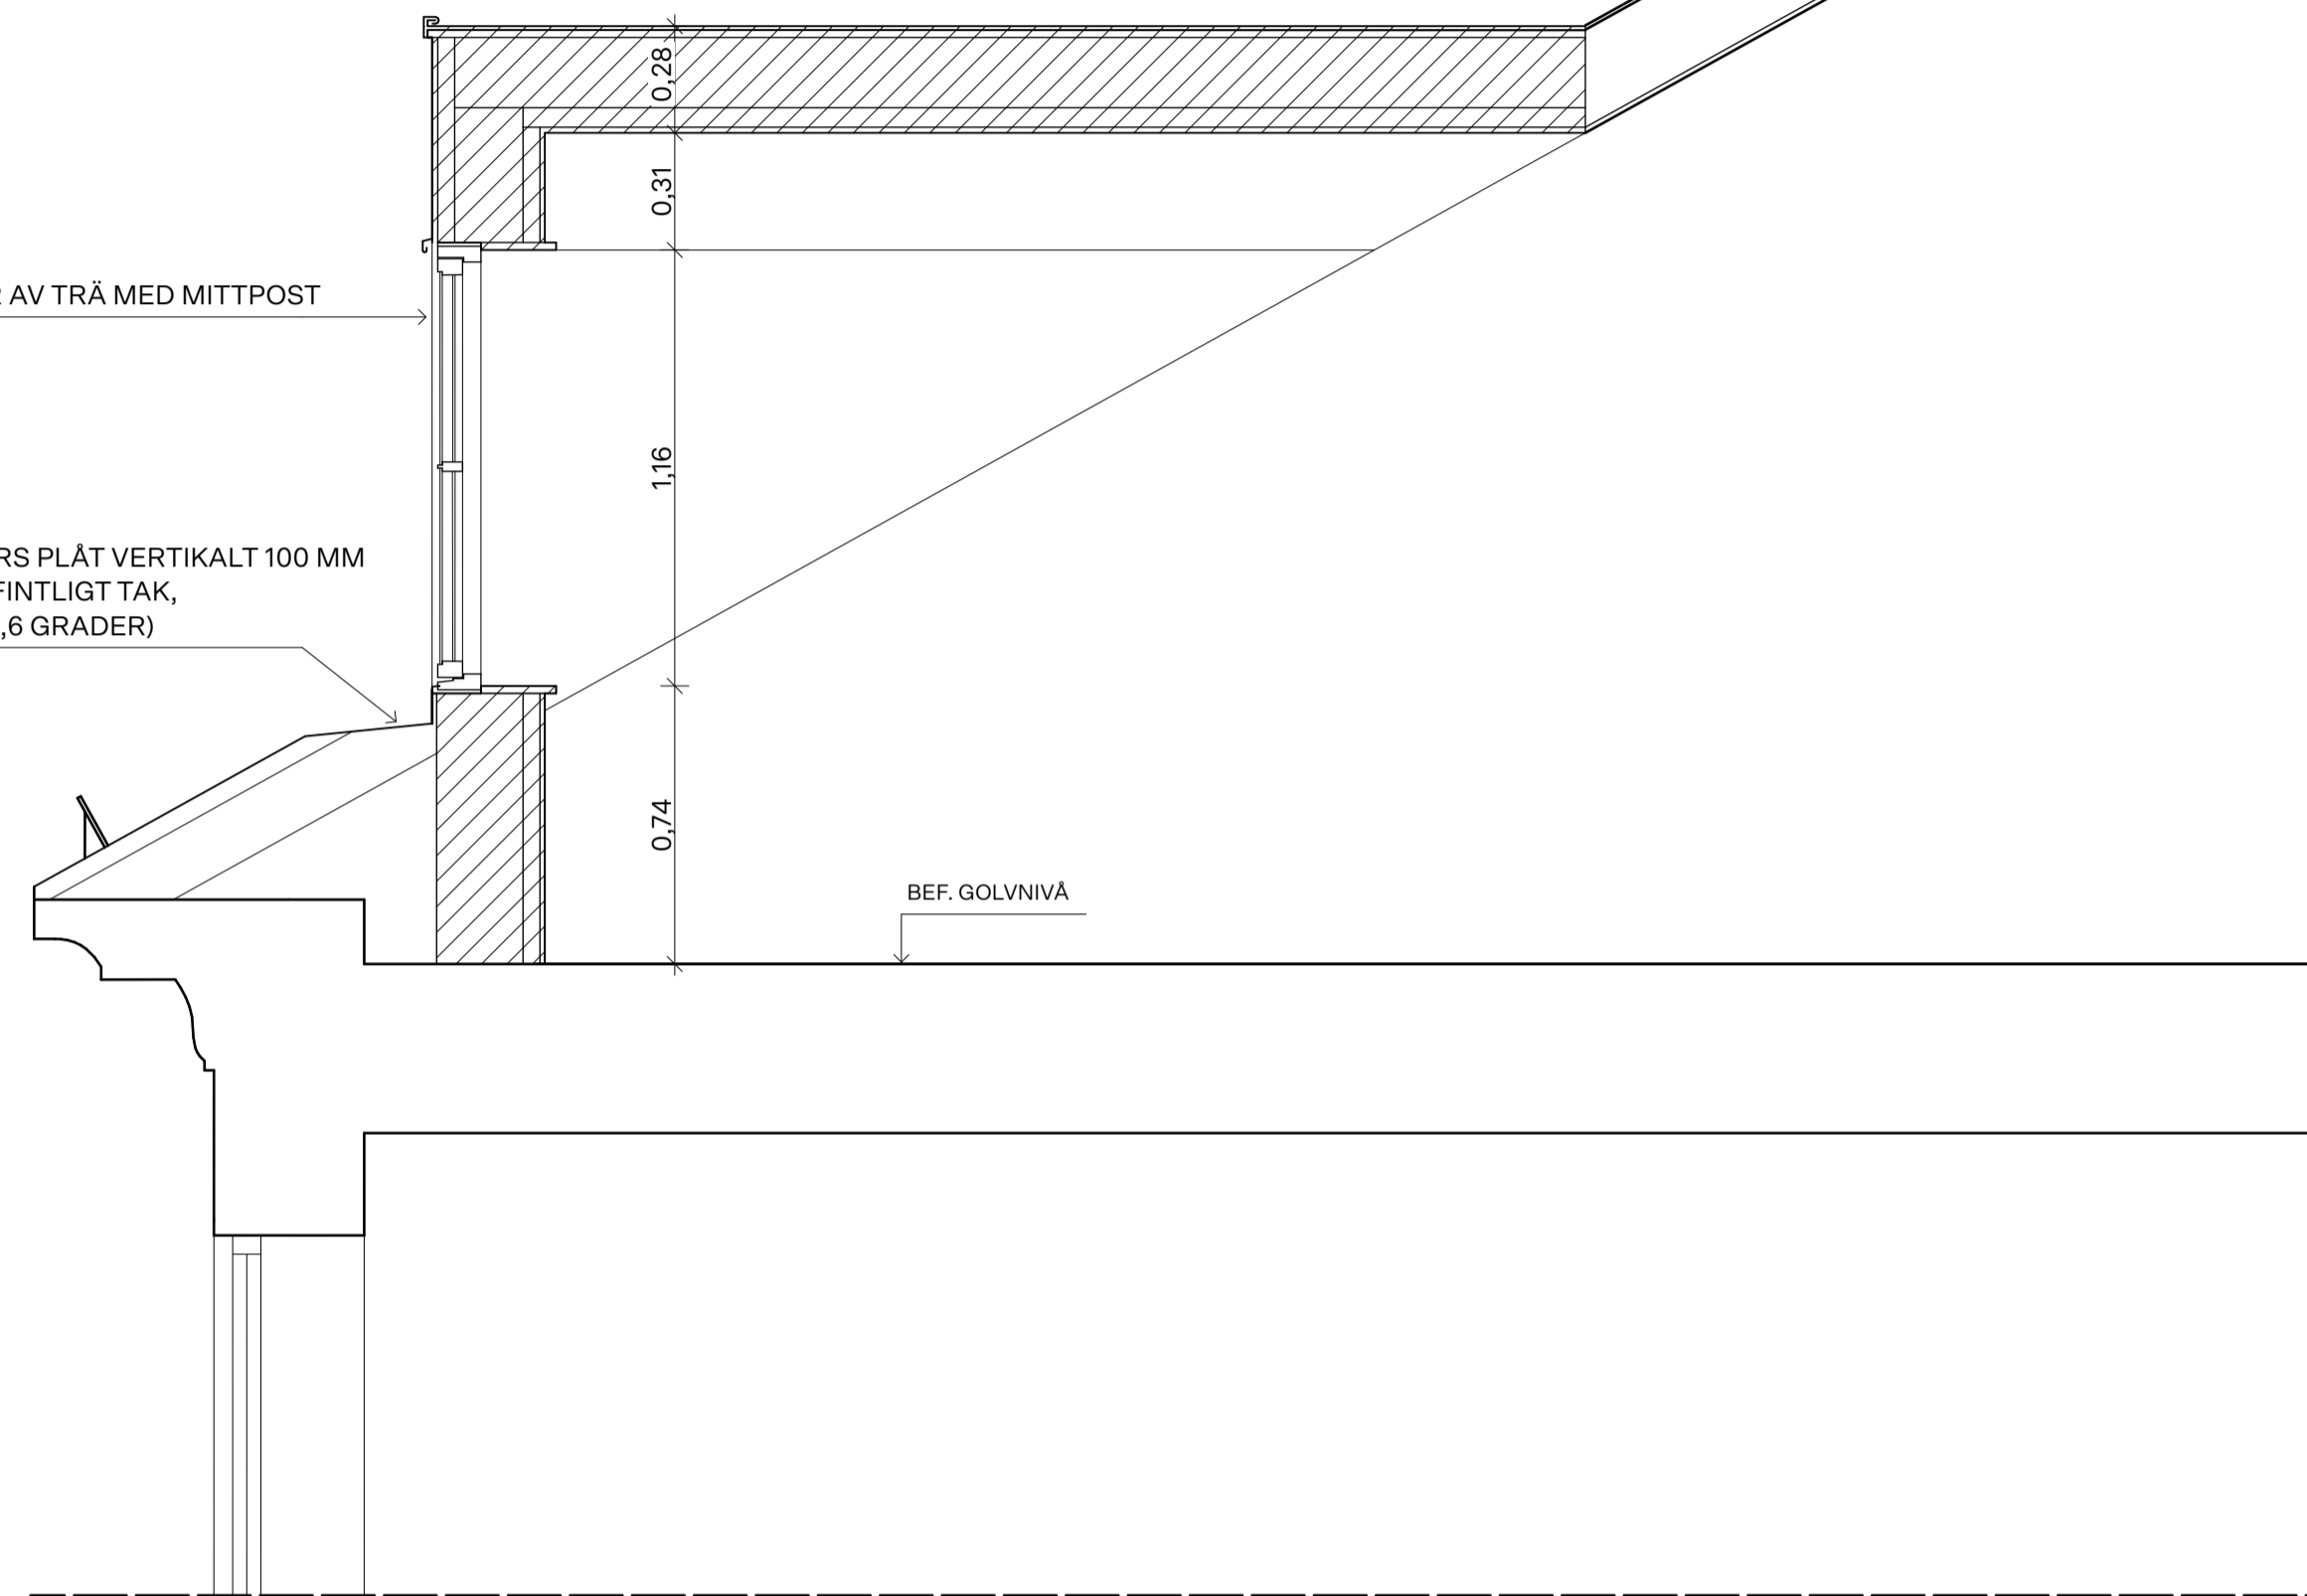 0,28
0,31
AV TRÄ MED MITTPOST
1,16
RS PLÅT VERTIKALT 100 MM
FINTLIGT TAK,
,6 GRADER)
0,74
BEF. GOLVNIVÅ